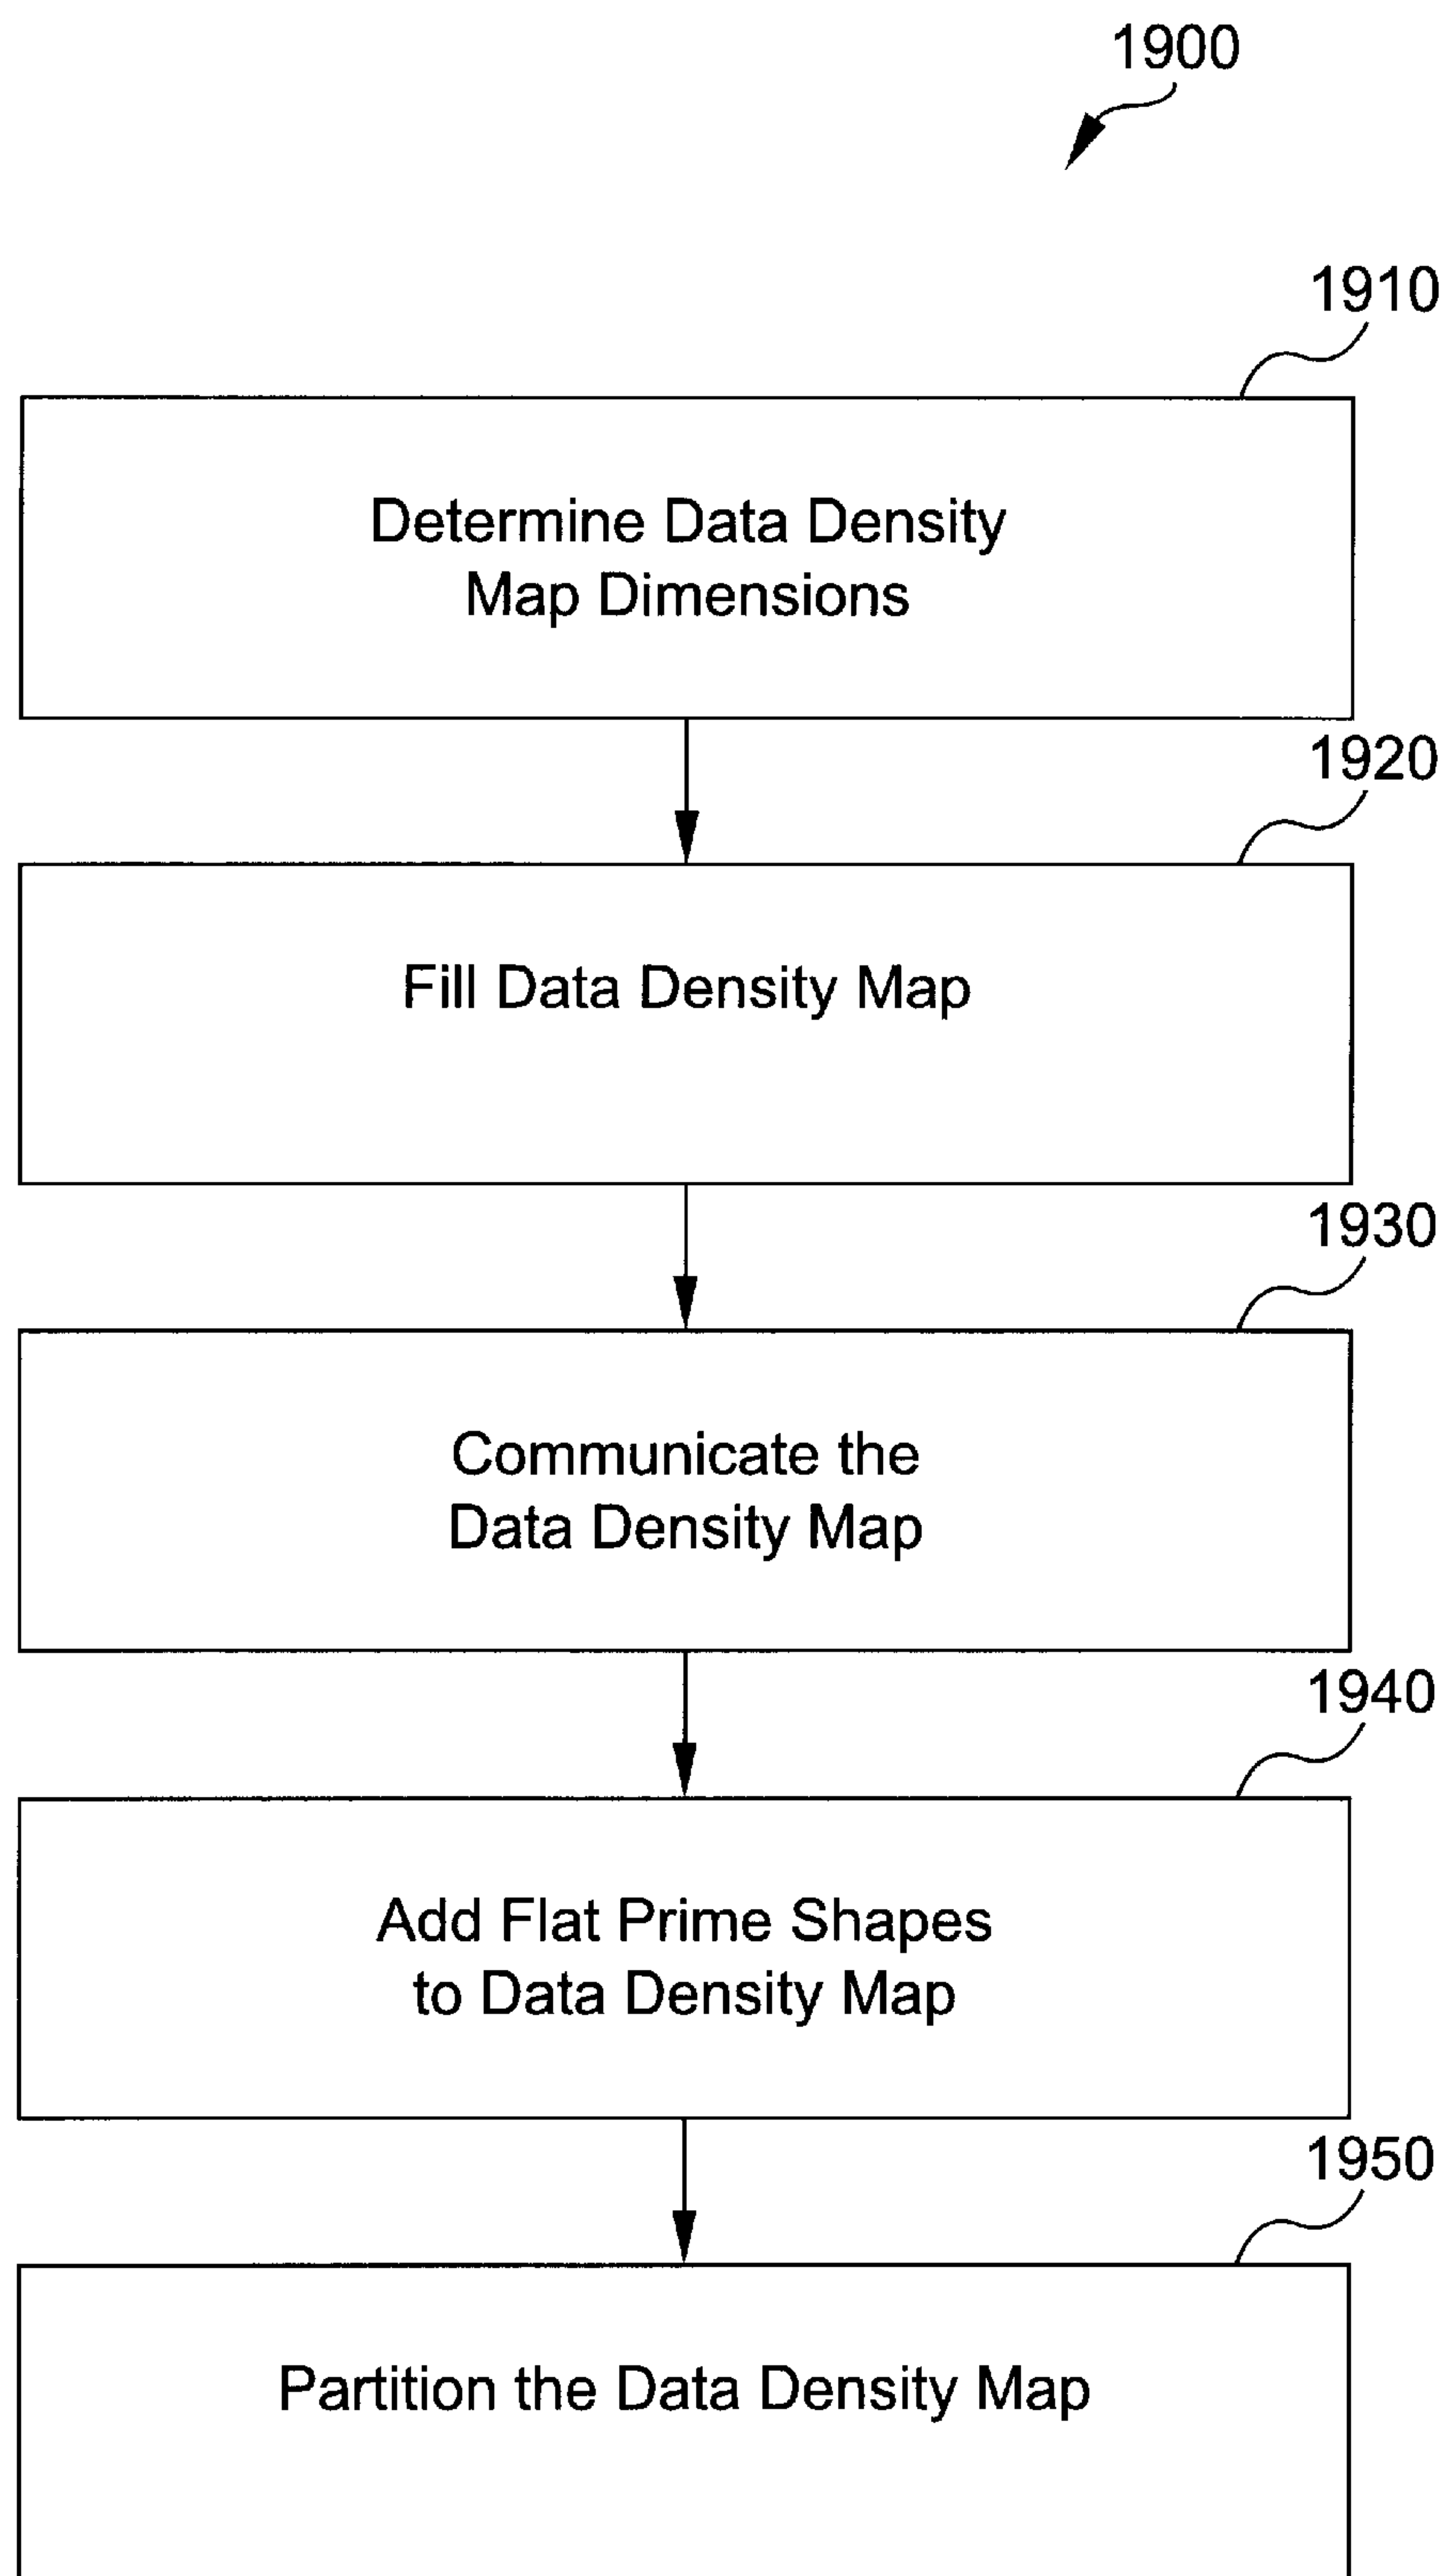 1900
1910
Determine Data Density
Map Dimensions
1920
Fill Data Density Map
1930
Communicate the
Data Density Map
1940
Add Flat Prime Shapes
to Data Density Map
1950
Partition the Data Density Map